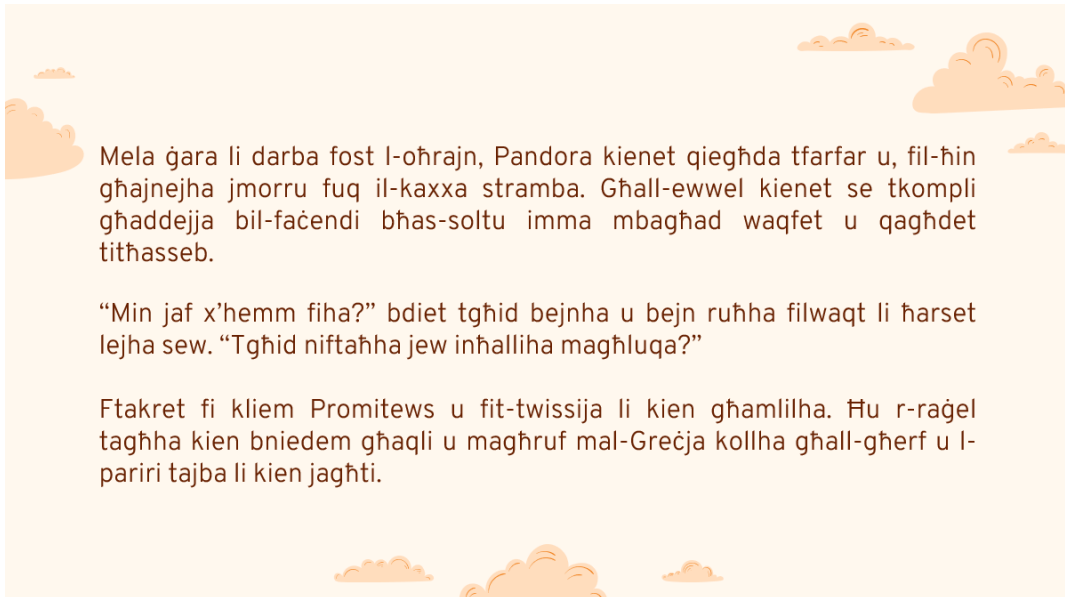 Mela ġara li darba fost l-oħrajn, Pandora kienet qiegħda tfarfar u, fil-ħin
għajnejha jmorru fuq il-kaxxa stramba. Għall-ewwel kienet se tkompli
għaddejja bil-faċendi bħas-soltu imma mbagħad waqfet u qagħdet
titħasseb.
“Min jaf x’hemm fiha?” bdiet tgħid bejnha u bejn ruħha filwaqt li ħarset
lejha sew. “Tgħid niftaħha jew inħalliha magħluqa?”
Ftakret fi kliem Promitews u fit-twissija li kien għamlilha. Ħu r-raġel
tagħha kien bniedem għaqli u magħruf mal-Greċja kollha għall-għerf u l-
pariri tajba li kien jagħti.